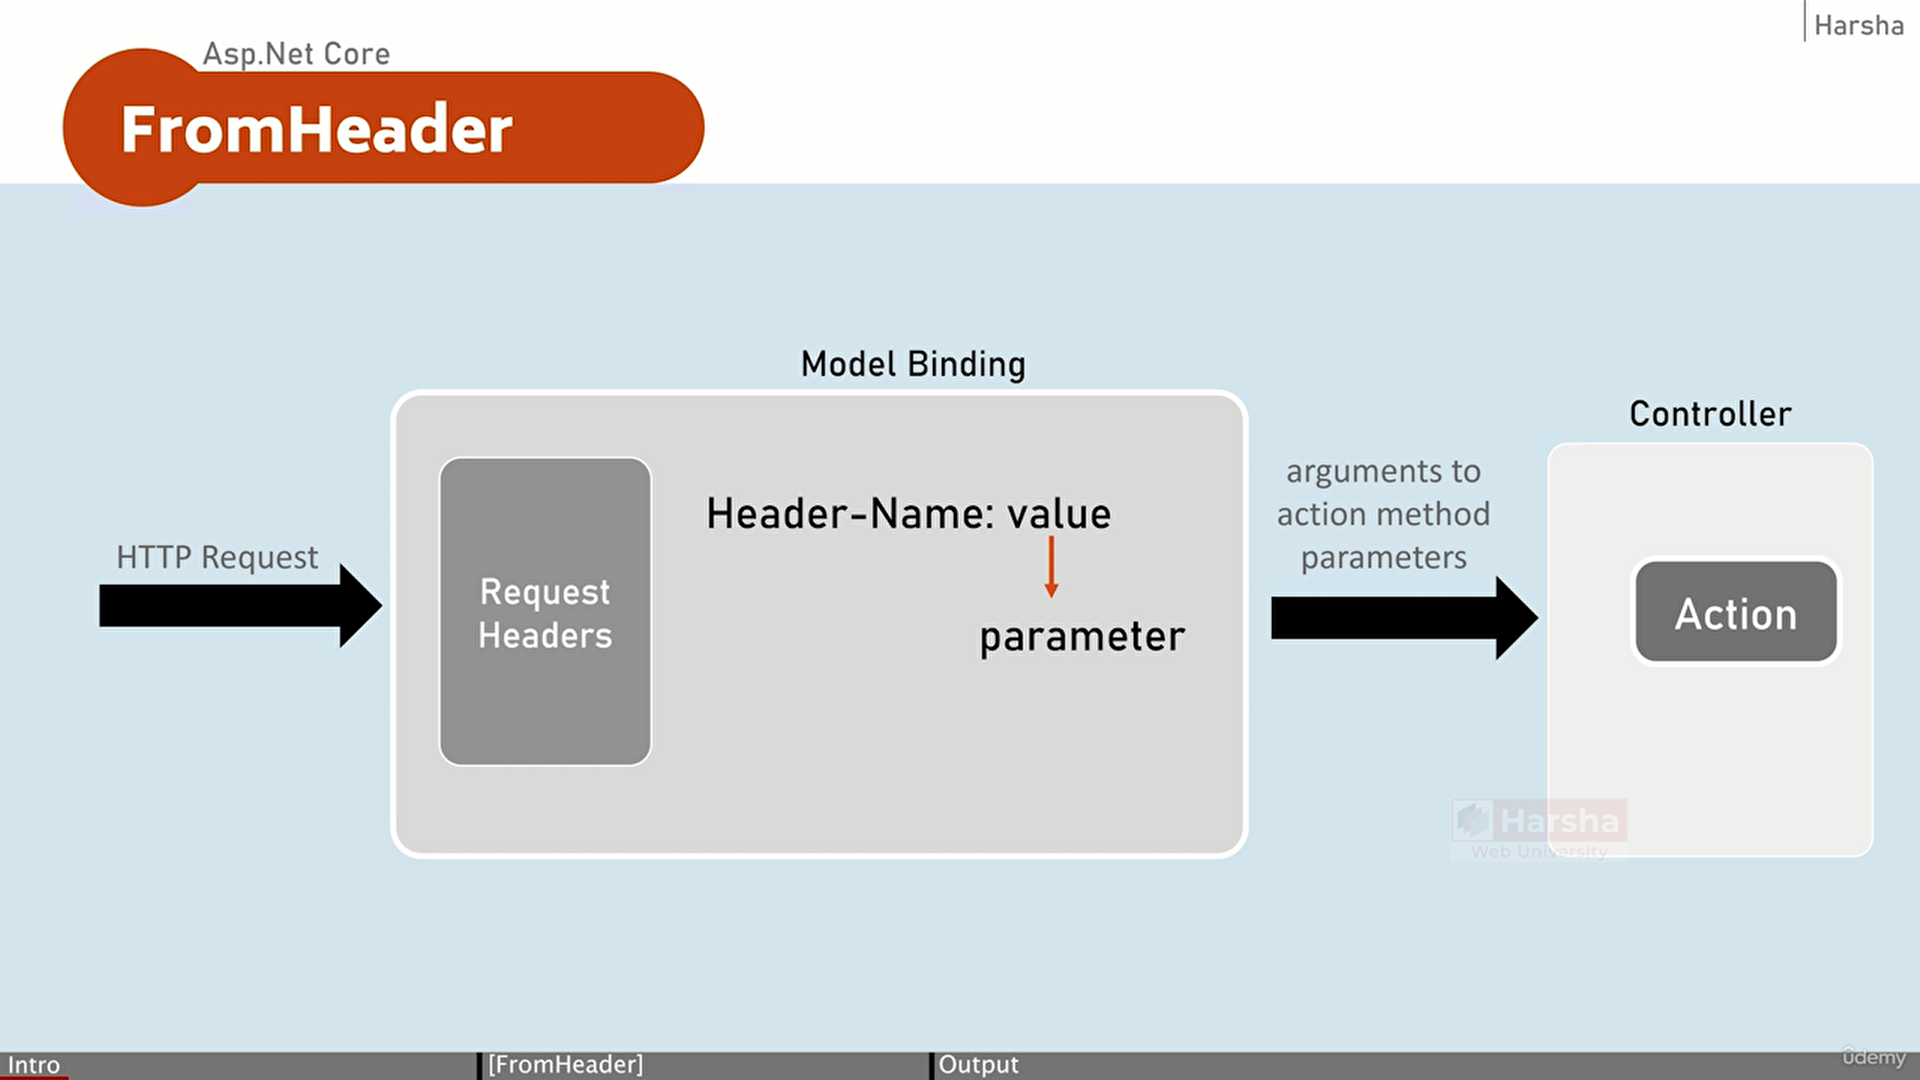 Harsha
Asp.Net Core
FromHeader
Model Binding
Controller
HTTP Request
Request
Headers
Header-Name: value
parameter
arguments to
action method
parameters
Action
Harsha
Web University
Intro
[FromHeader]
Output
ûdemy